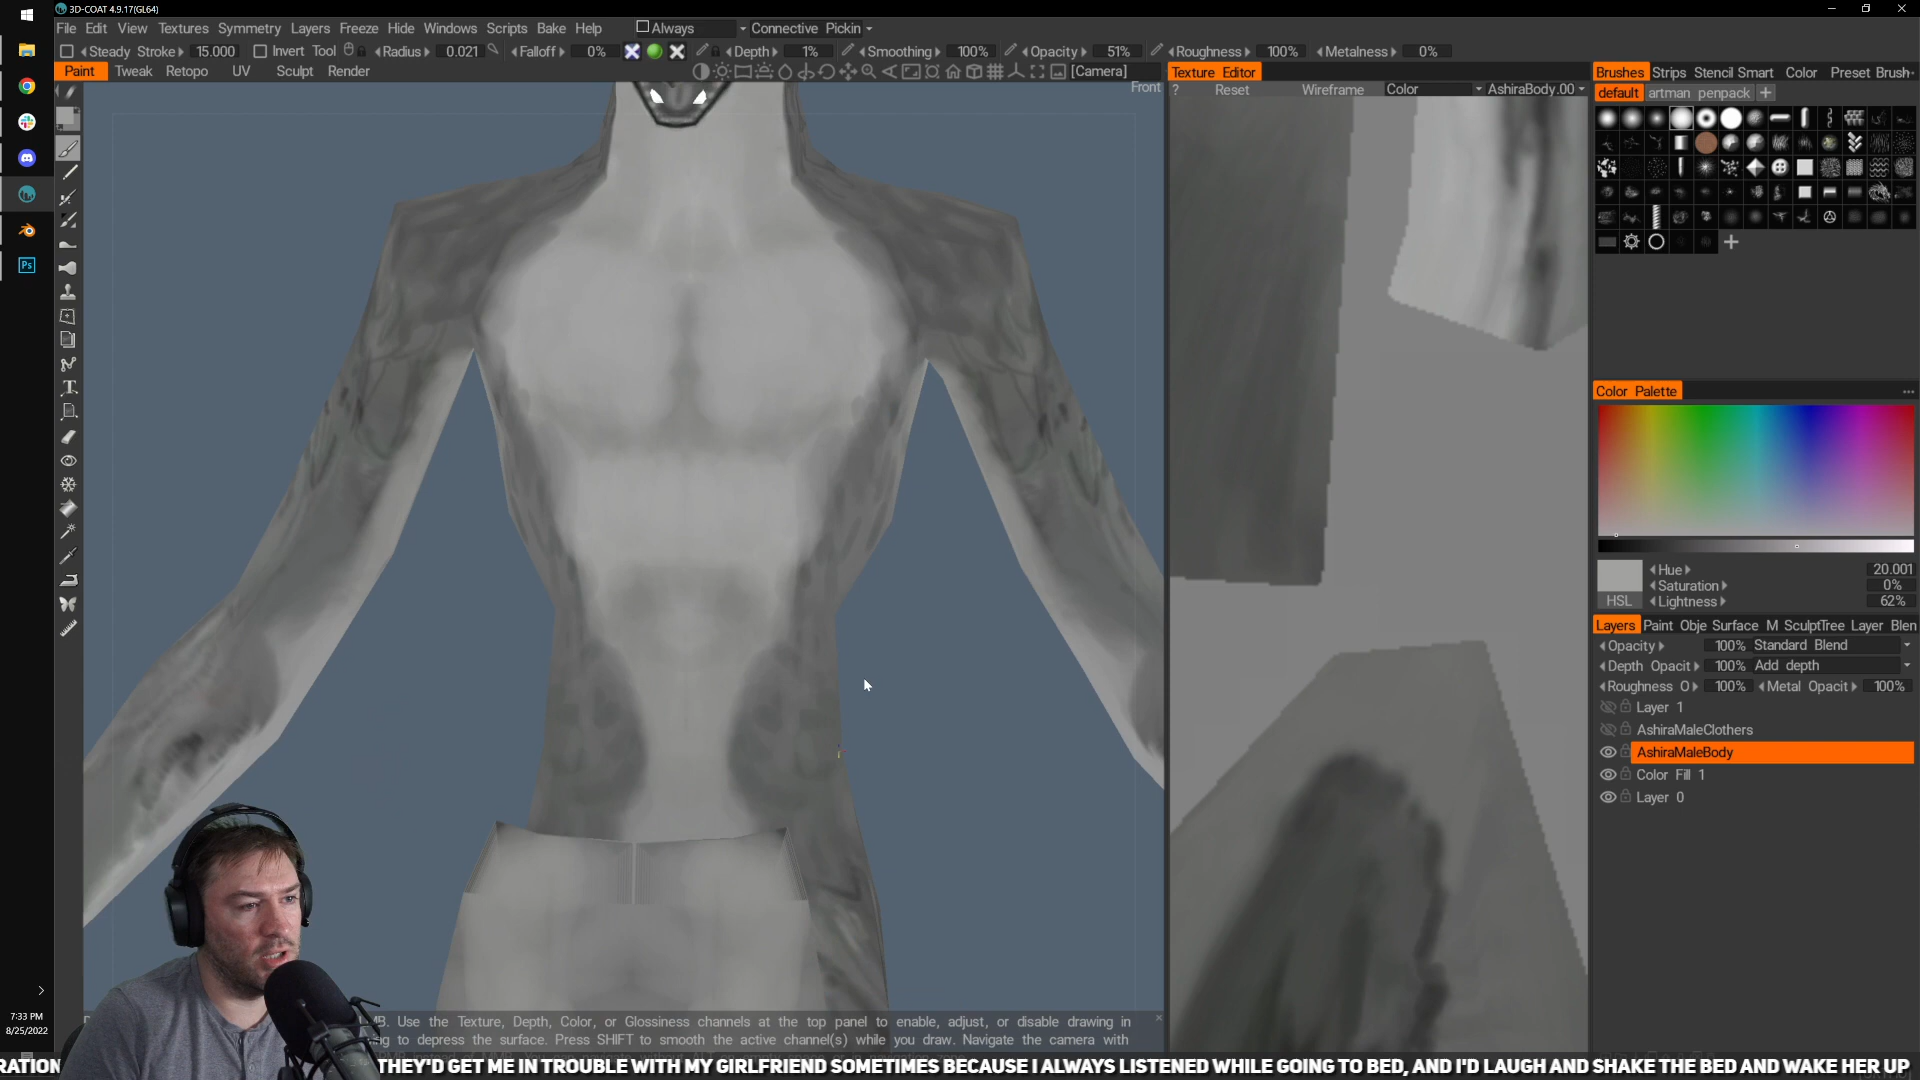 3D-COAT 4.9.17(GL64)
File Edit View Textures Symmetry Layers Freeze Hide Windows Scripts Bake Help Always Connective Pickin
Steady Stroke 15.000 Invert Tool Radius 0.021 Falloff 0% Depth 1% Smoothing 100% Opacity 51% Roughness 100% Metalness 0%
Paint Tweak Retopo UV Sculpt Render [Camera]
Front
Texture Editor
? Reset Wireframe Color AshiraBody.00
Brushes Strips Stencil Smart Color Preset Brush
default artman penpack
Color Palette
Hue 20.001
Saturation 0%
HSL Lightness 62%
Layers Paint Obje Surface M SculptTree Layer Blen
Opacity 100% Standard Blend
Depth Opacit 100% Add depth
Roughness O 100% Metal Opacit 100%
Layer 1
AshiraMaleClothers
AshiraMaleBody
Color Fill 1
Layer 0
Ps
7:33 PM
8/25/2022
MB. Use the Texture, Depth, Color, or Glossiness channels at the top panel to enable, adjust, or disable drawing in
to depress the surface. Press SHIFT to smooth the active channel(s) while you draw. Navigate the camera with
RATION THEY'D GET ME IN TROUBLE WITH MY GIRLFRIEND SOMETIMES BECAUSE I ALWAYS LISTENED WHILE GOING TO BED, AND I'D LAUGH AND SHAKE THE BED AND WAKE HER UP